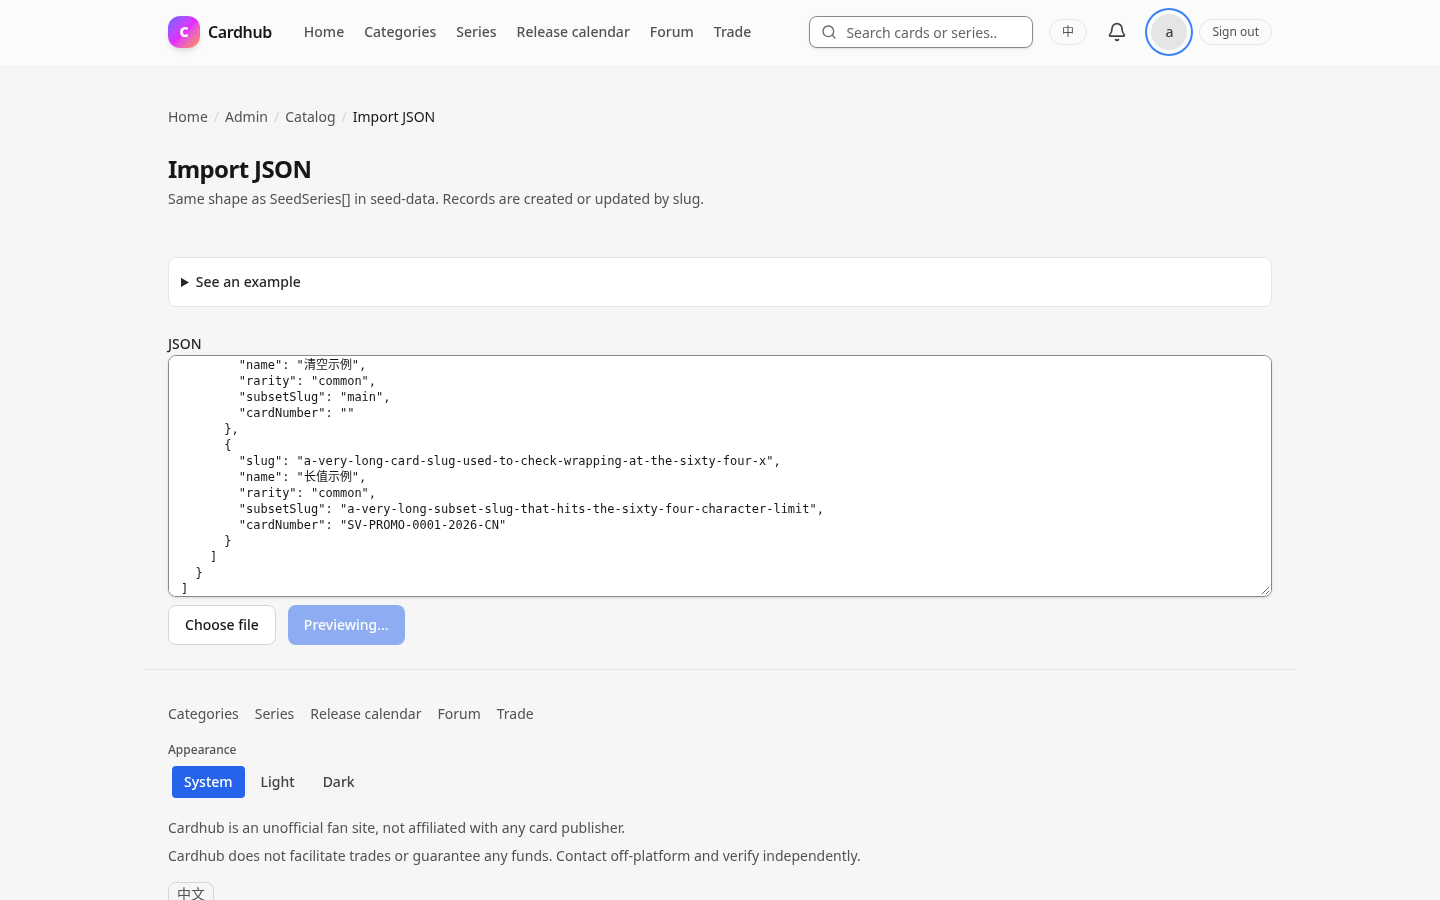 C Cardhub Home Categories Series Release calendar Forum Trade Search cards or series.. 中 a Sign out
Home / Admin / Catalog / Import JSON
Import JSON
Same shape as SeedSeries[] in seed-data. Records are created or updated by slug.
See an example
JSON
"name": "清空示例",
"rarity": "common",
"subsetSlug": "main",
"cardNumber": ""
},
{
"slug": "a-very-long-card-slug-used-to-check-wrapping-at-the-sixty-four-x",
"name": "长值示例",
"rarity": "common",
"subsetSlug": "a-very-long-subset-slug-that-hits-the-sixty-four-character-limit",
"cardNumber": "SV-PROMO-0001-2026-CN"
}
]
}
]
Choose file Previewing...
Categories Series Release calendar Forum Trade
Appearance
System Light Dark
Cardhub is an unofficial fan site, not affiliated with any card publisher.
Cardhub does not facilitate trades or guarantee any funds. Contact off-platform and verify independently.
中文